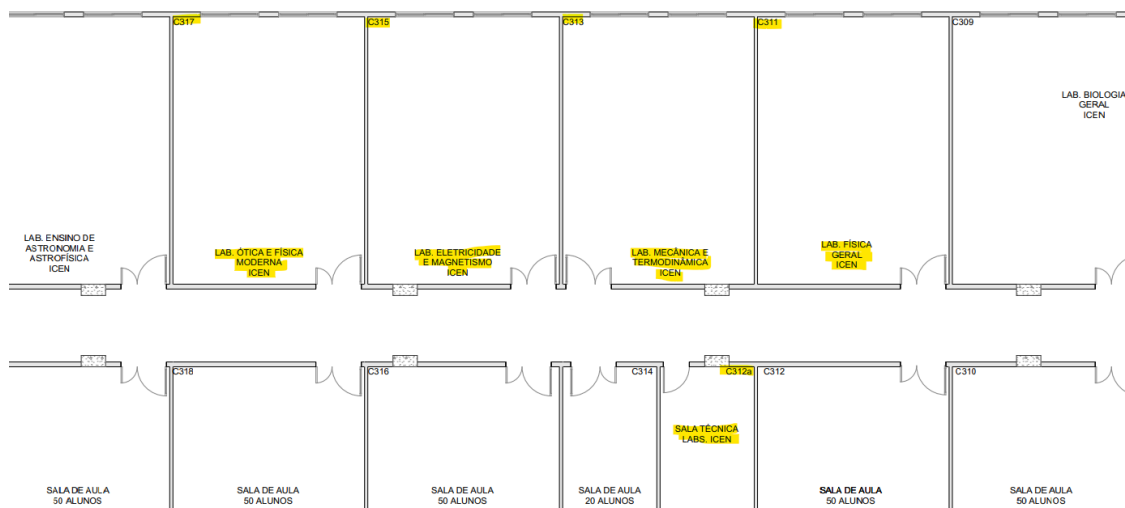 C317
C315
C313
C311
C309
LAB. BIOLOGIA
GERAL
ICEN
LAB. ENSINO DE
ASTRONOMIA E
ASTROFÍSICA
ICEN
LAB. ÓTICA E FÍSICA
MODERNA
ICEN
LAB. ELETRICIDADE
E MAGNETISMO
ICEN
LAB. MECÂNICA E
TERMODINÂMICA
ICEN
LAB. FÍSICA
GERAL
ICEN
C318
C316
C314
C312a
C312
C310
SALA TÉCNICA
LABS. ICEN
SALA DE AULA
50 ALUNOS
SALA DE AULA
50 ALUNOS
SALA DE AULA
50 ALUNOS
SALA DE AULA
20 ALUNOS
SALA DE AULA
50 ALUNOS
SALA DE AULA
50 ALUNOS